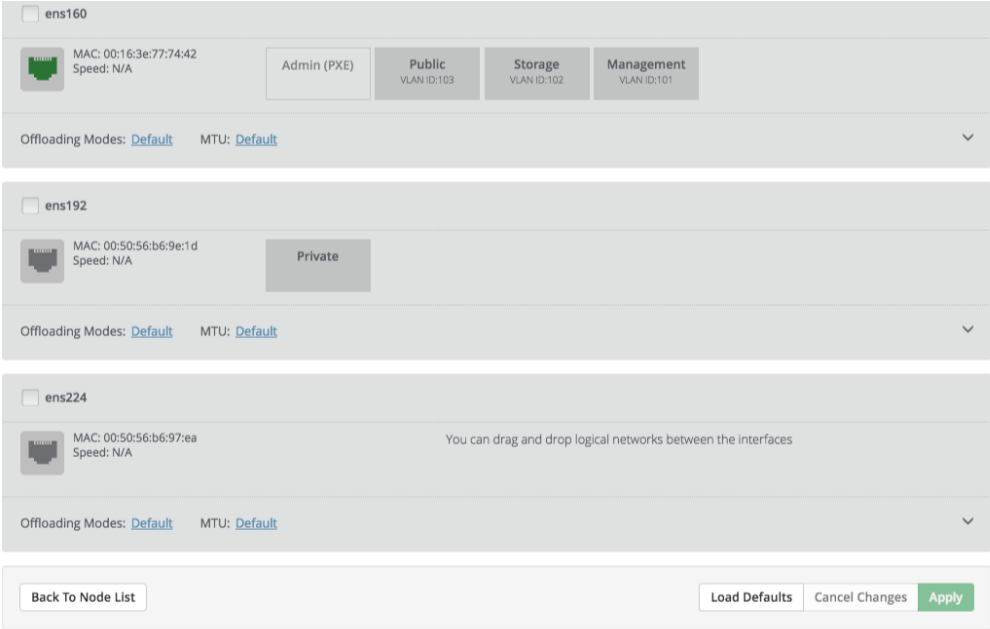 ens160
MAC: 00:16:3e:77:74:42
Speed: N/A
Admin (PXE)
Public
VLAN ID:103
Storage
VLAN ID:102
Management
VLAN ID:101
Offloading Modes: Default MTU: Default
ens192
MAC: 00:50:56:b6:9e:1d
Speed: N/A
Private
Offloading Modes: Default MTU: Default
ens224
MAC: 00:50:56:b6:97:ea
Speed: N/A
You can drag and drop logical networks between the interfaces
Offloading Modes: Default MTU: Default
Back To Node List
Load Defaults
Cancel Changes
Apply